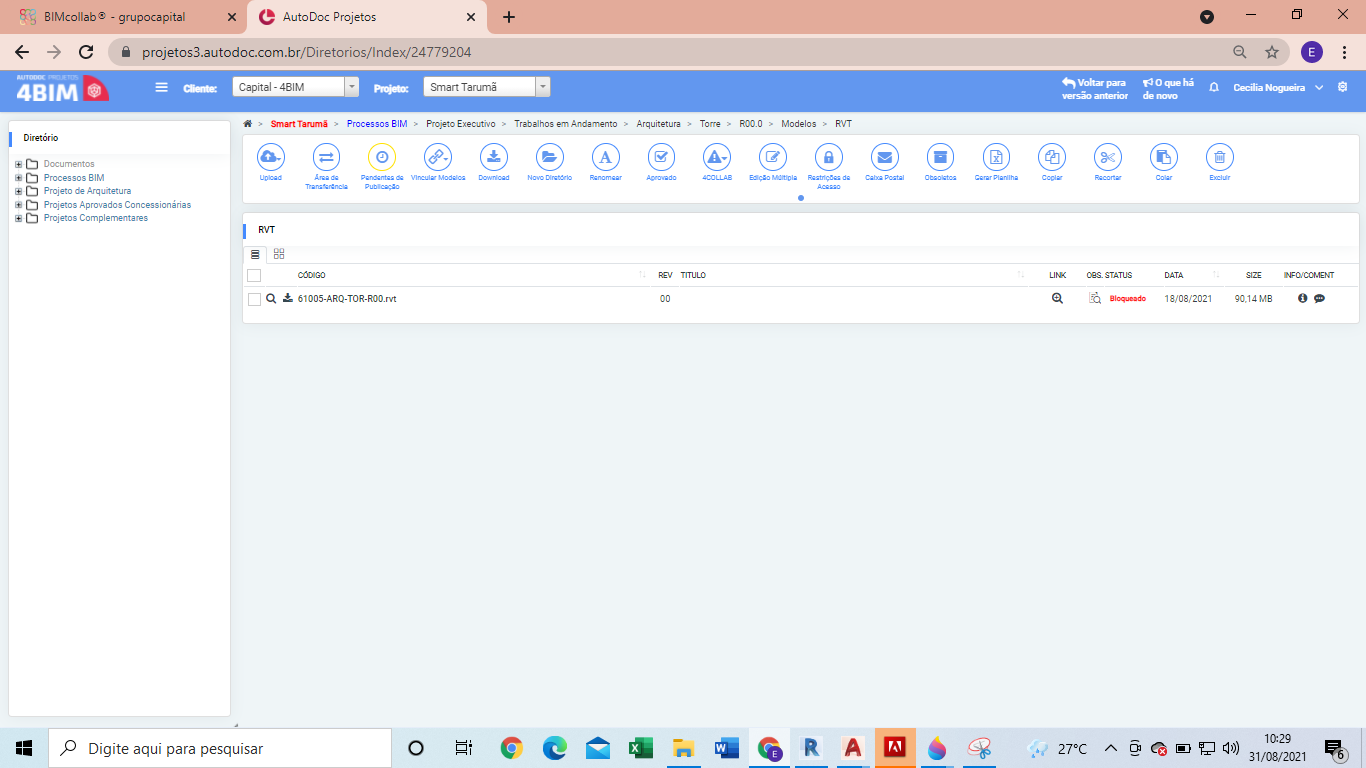 BIMcollab® - grupocapital
AutoDoc Projetos
projetos3.autodoc.com.br/Diretorios/Index/24779204
E
AUTODOC PROJETOS
4BIM
Cliente:
Capital - 4BIM
Projeto:
Smart Tarumã
Voltar para
versão anterior
O que há
de novo
Cecilia Nogueira
Diretório
Documentos
Processos BIM
Projeto de Arquitetura
Projetos Aprovados Concessionárias
Projetos Complementares
> Smart Tarumã > Processos BIM > Projeto Executivo > Trabalhos em Andamento > Arquitetura > Torre > R00.0 > Modelos > RVT
Upload
Área de
Transferência
Pendentes de
Publicação
Vincular Modelos
Download
Novo Diretório
Renomear
Aprovado
4COLLAB
Edição Múltipla
Restrições de
Acesso
Caixa Postal
Obsoletos
Gerar Planilha
Copiar
Recortar
Colar
Excluir
RVT
CÓDIGO REV TITULO LINK OBS. STATUS DATA SIZE INFO/COMENT
61005-ARQ-TOR-R00.rvt 00 Bloqueado 18/08/2021 90,14 MB
Digite aqui para pesquisar
27°C
10:29
31/08/2021
6